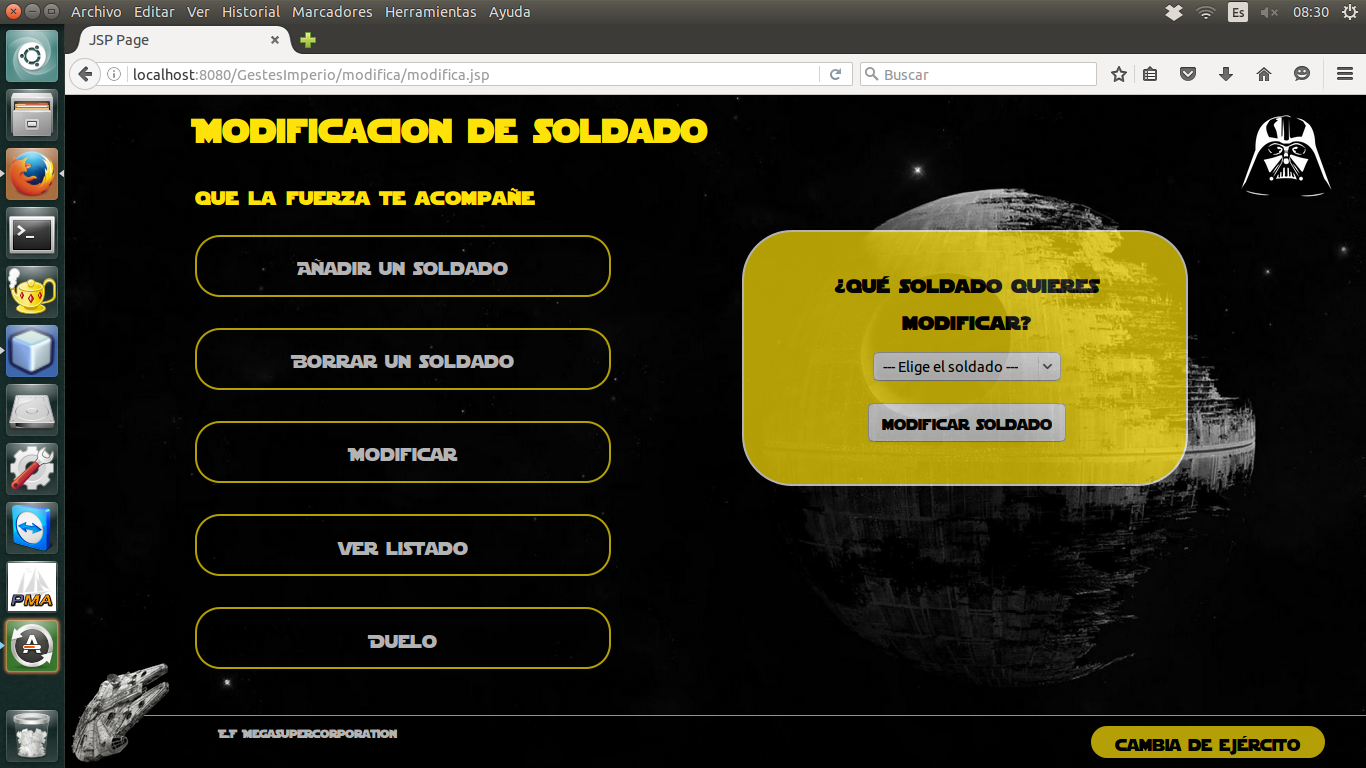 Archivo Editar Ver Historial Marcadores Herramientas Ayuda
Es
08:30
JSP Page
localhost:8080/GestesImperio/modifica/modifica.jsp
Buscar
Modificacion de Soldado
que la fuerza te acompañe
Añadir un soldado
Borrar un soldado
Modificar
ver listado
Duelo
¿Qué soldado quieres
modificar?
--- Elige el soldado ---
modificar soldado
PMA
E.T MegaSuperCorporation
Cambia de ejército